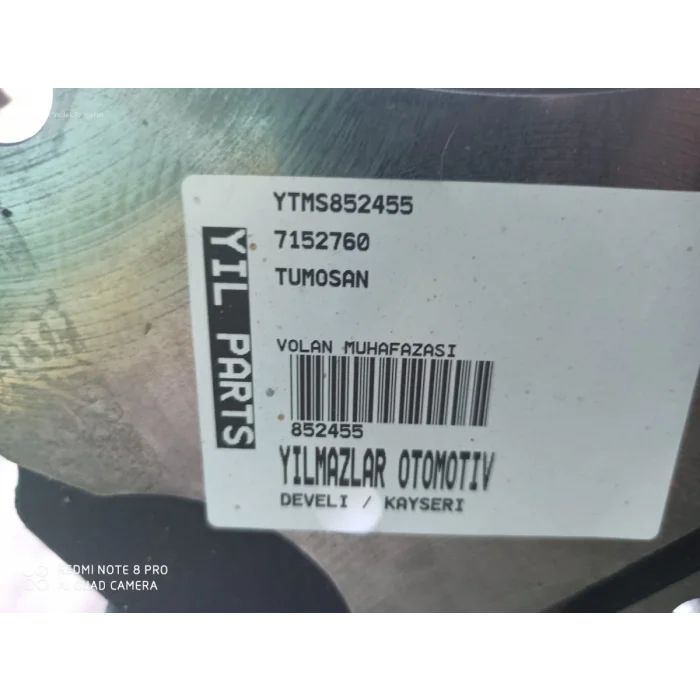 YTMS852455
7152760
TUMOSAN
YIL PARTS
VOLAN MUHAFAZASI
852455
YILMAZLAR OTOMOTIV
DEVELI / KAYSERI
REDMI NOTE 8 PRO
AI QUAD CAMERA